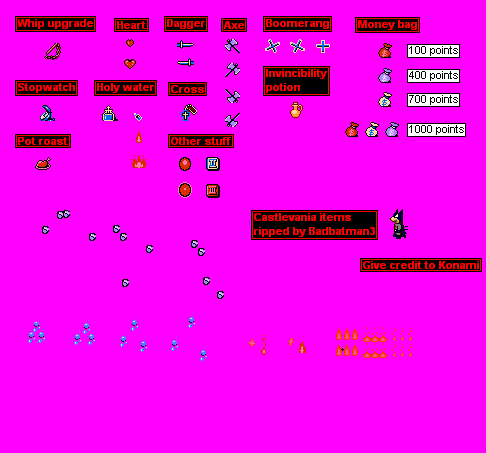 Whip upgrade
Heart
Dagger
Axe
Boomerang
Money bag
100 points
400 points
700 points
1000 points
Stopwatch
Holy water
Cross
Invincibility
potion
Pot roast
Other stuff
Castlevania items
ripped by Badbatman3
Give credit to Konami